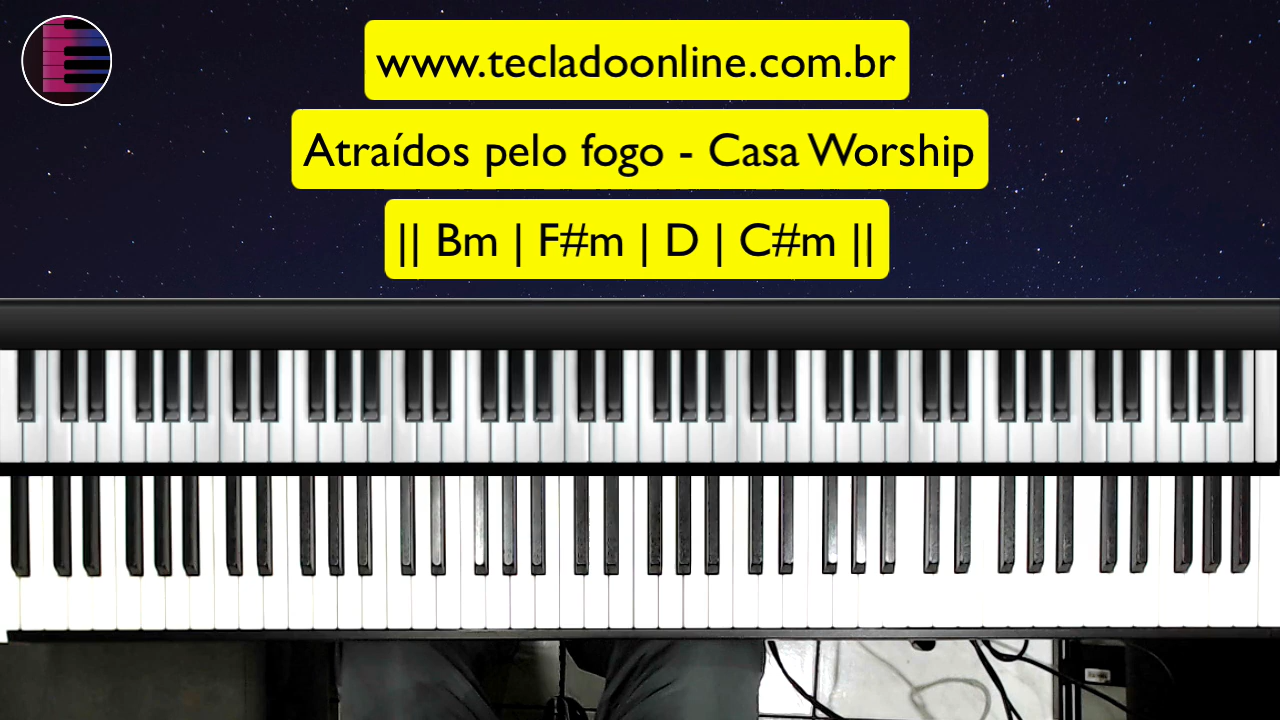 www.tecladoonline.com.br
Atraídos pelo fogo - Casa Worship
|| Bm | F#m | D | C#m ||